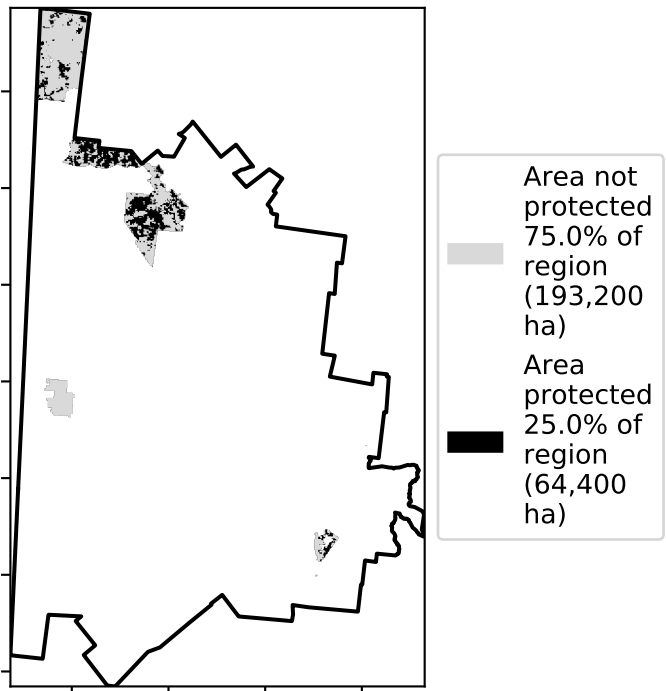 Area not
protected
75.0% of
region
(193,200
ha)
Area
protected
25.0% of
region
(64,400
ha)